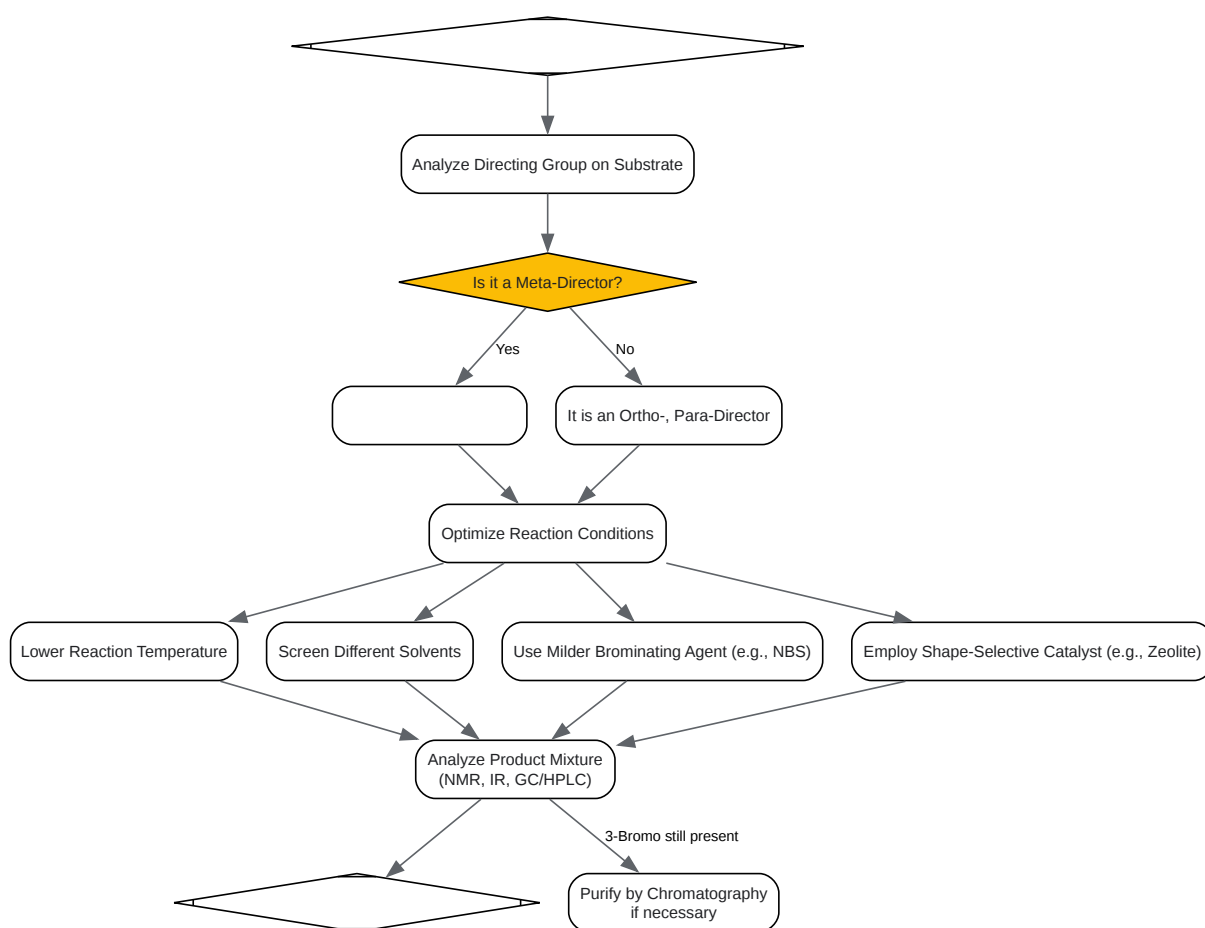 Analyze Directing Group on Substrate
Is it a Meta-Director?
Yes
No
It is an Ortho-, Para-Director
Optimize Reaction Conditions
Lower Reaction Temperature
Screen Different Solvents
Use Milder Brominating Agent (e.g., NBS)
Employ Shape-Selective Catalyst (e.g., Zeolite)
Analyze Product Mixture
(NMR, IR, GC/HPLC)
3-Bromo still present
Purify by Chromatography
if necessary